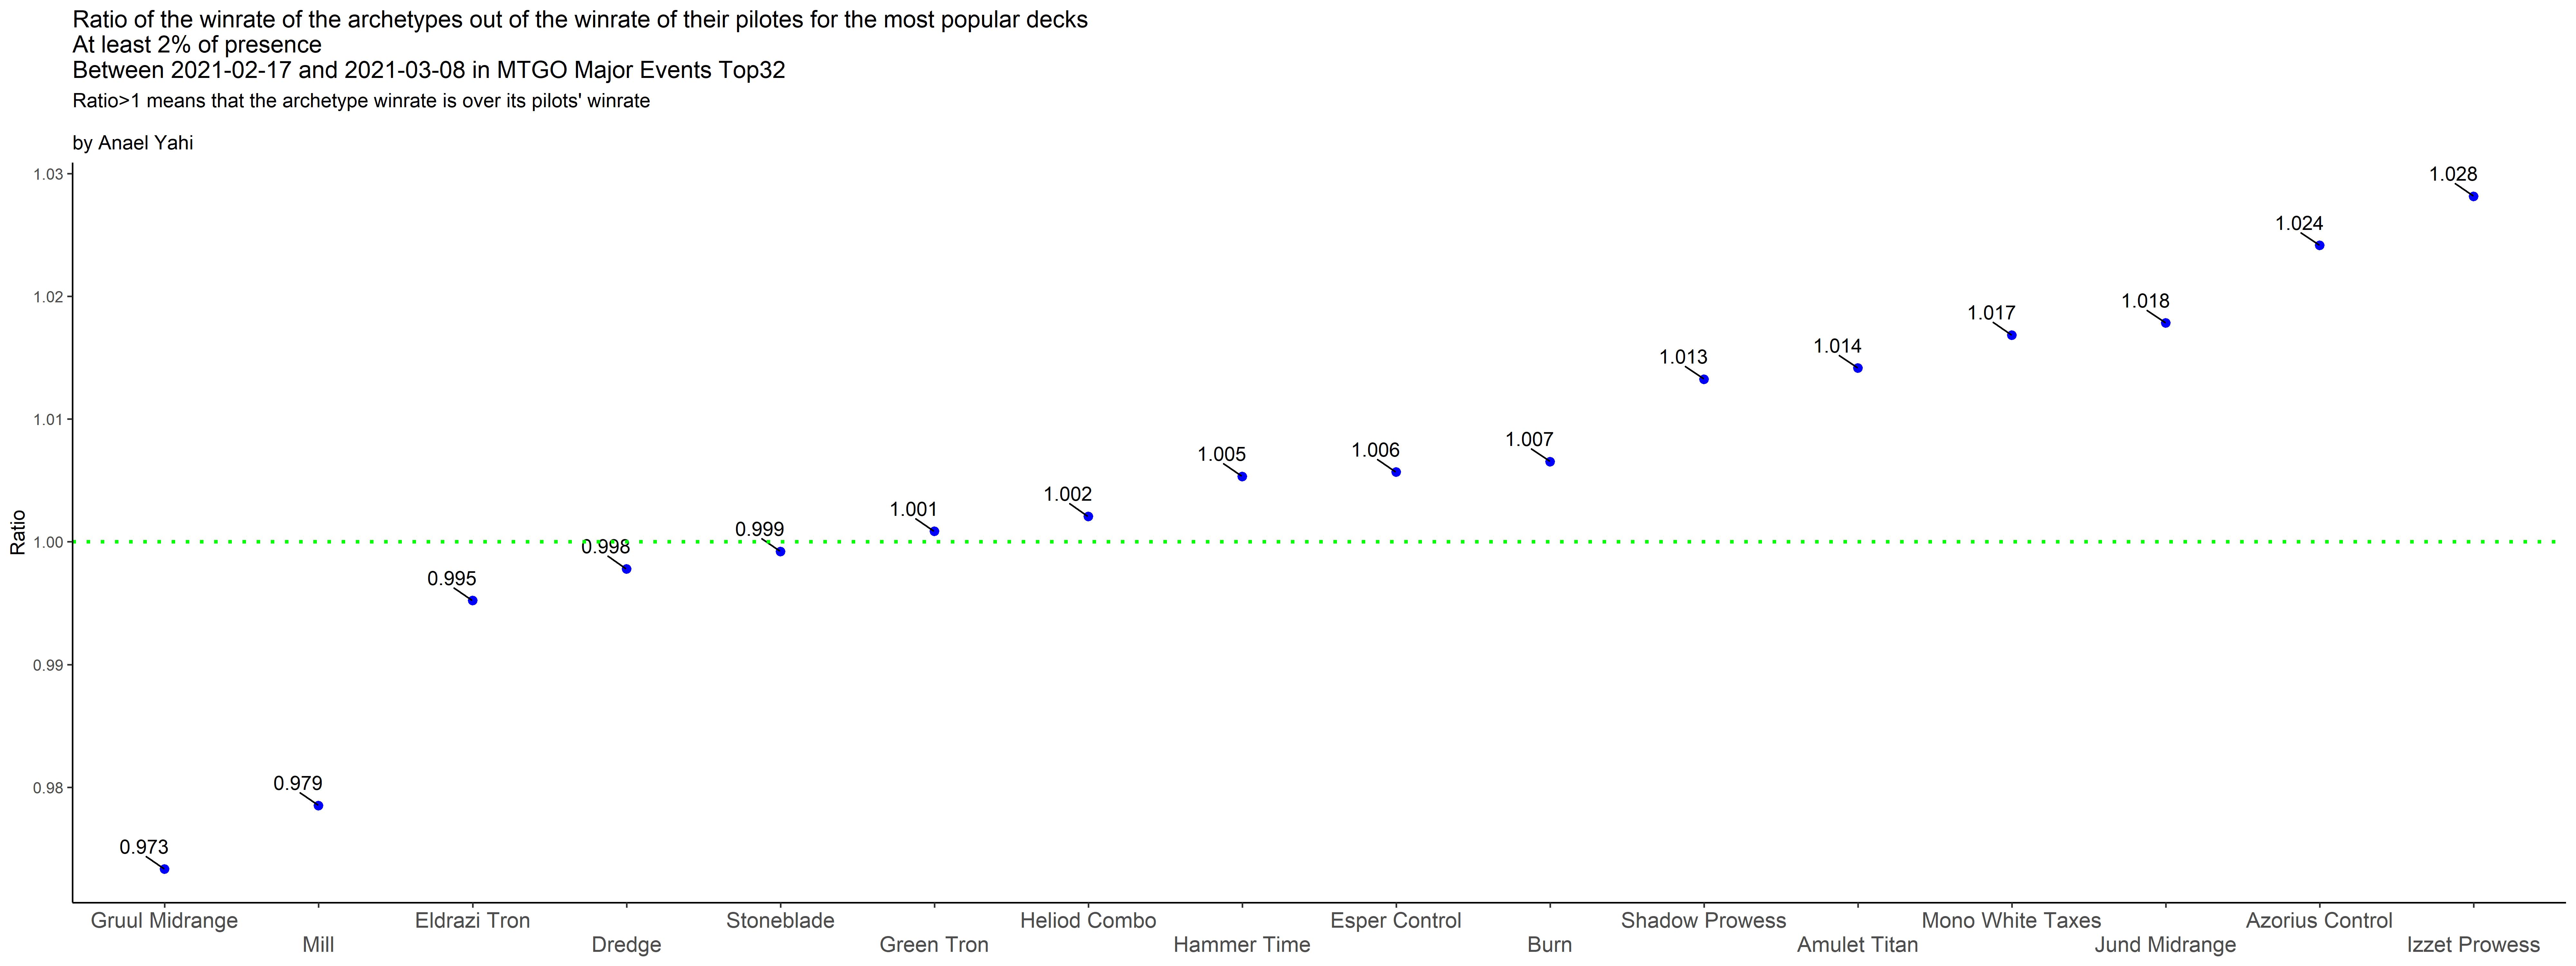 Ratio of the winrate of the archetypes out of the winrate of their pilotes for the most popular decks
At least 2% of presence
Between 2021-02-17 and 2021-03-08 in MTGO Major Events Top32
Ratio>1 means that the archetype winrate is over its pilots' winrate
by Anael Yahi
Ratio
1.03
1.02
1.01
1.00
0.99
0.98
0.973
0.979
0.995
0.998
0.999
1.001
1.002
1.005
1.006
1.007
1.013
1.014
1.017
1.018
1.024
1.028
Gruul Midrange
Mill
Eldrazi Tron
Dredge
Stoneblade
Green Tron
Heliod Combo
Hammer Time
Esper Control
Burn
Shadow Prowess
Amulet Titan
Mono White Taxes
Jund Midrange
Azorius Control
Izzet Prowess